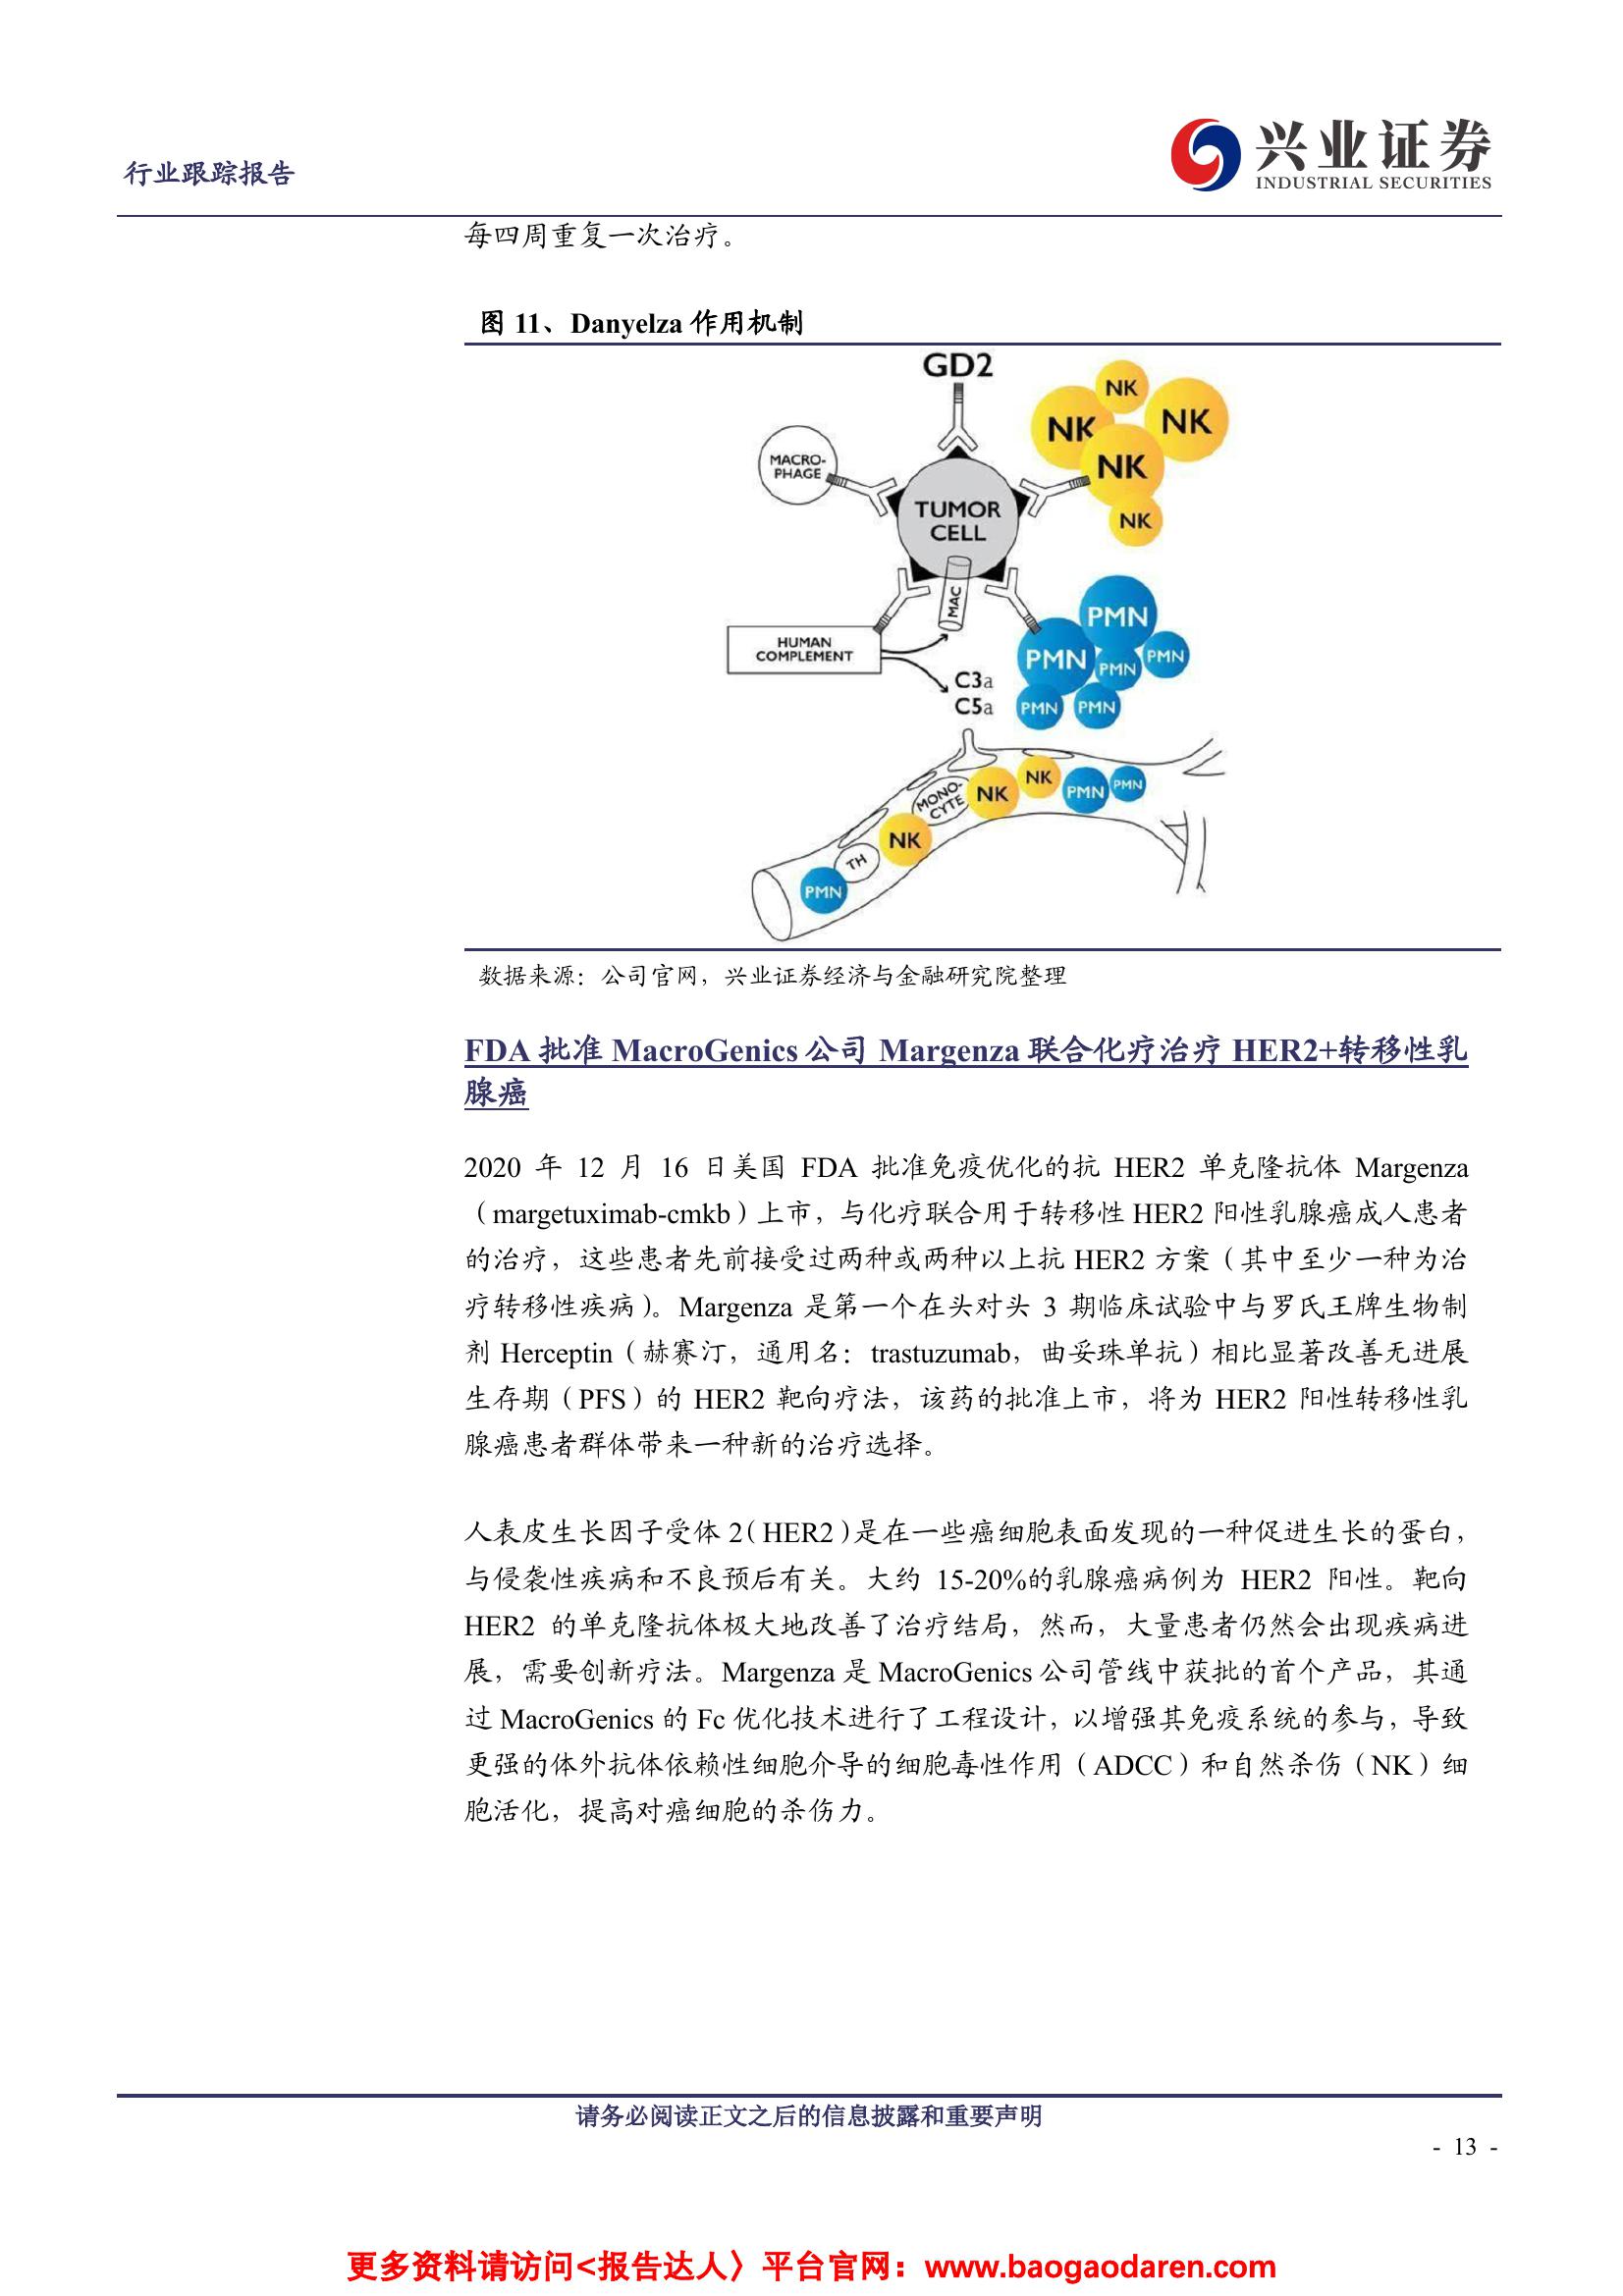 行业跟踪报告
兴业证券
INDUSTRIAL SECURITIES
每四周重复一次治疗。
图 11、Danyelza 作用机制
GD2
NK
NK
NK
NK
NK
MACRO-
PHAGE
TUMOR
CELL
MAC
HUMAN
COMPLEMENT
C3a
C5a
PMN
PMN
PMN
PMN
PMN
PMN
MONO-
CYTE
NK
NK
PMN
PMN
NK
TH
PMN
数据来源：公司官网，兴业证券经济与金融研究院整理
FDA 批准 MacroGenics 公司 Margenza 联合化疗治疗 HER2+转移性乳
腺癌
2020 年 12 月 16 日美国 FDA 批准免疫优化的抗 HER2 单克隆抗体 Margenza
（margetuximab-cmkb）上市，与化疗联合用于转移性 HER2 阳性乳腺癌成人患者
的治疗，这些患者先前接受过两种或两种以上抗 HER2 方案（其中至少一种为治
疗转移性疾病）。Margenza 是第一个在头对头 3 期临床试验中与罗氏王牌生物制
剂 Herceptin（赫赛汀，通用名：trastuzumab，曲妥珠单抗）相比显著改善无进展
生存期（PFS）的 HER2 靶向疗法，该药的批准上市，将为 HER2 阳性转移性乳
腺癌患者群体带来一种新的治疗选择。
人表皮生长因子受体 2（HER2）是在一些癌细胞表面发现的一种促进生长的蛋白，
与侵袭性疾病和不良预后有关。大约 15-20%的乳腺癌病例为 HER2 阳性。靶向
HER2 的单克隆抗体极大地改善了治疗结局，然而，大量患者仍然会出现疾病进
展，需要创新疗法。Margenza 是 MacroGenics 公司管线中获批的首个产品，其通
过 MacroGenics 的 Fc 优化技术进行了工程设计，以增强其免疫系统的参与，导致
更强的体外抗体依赖性细胞介导的细胞毒性作用（ADCC）和自然杀伤（NK）细
胞活化，提高对癌细胞的杀伤力。
请务必阅读正文之后的信息披露和重要声明
- 13 -
更多资料请访问<报告达人〉平台官网：www.baogaodaren.com